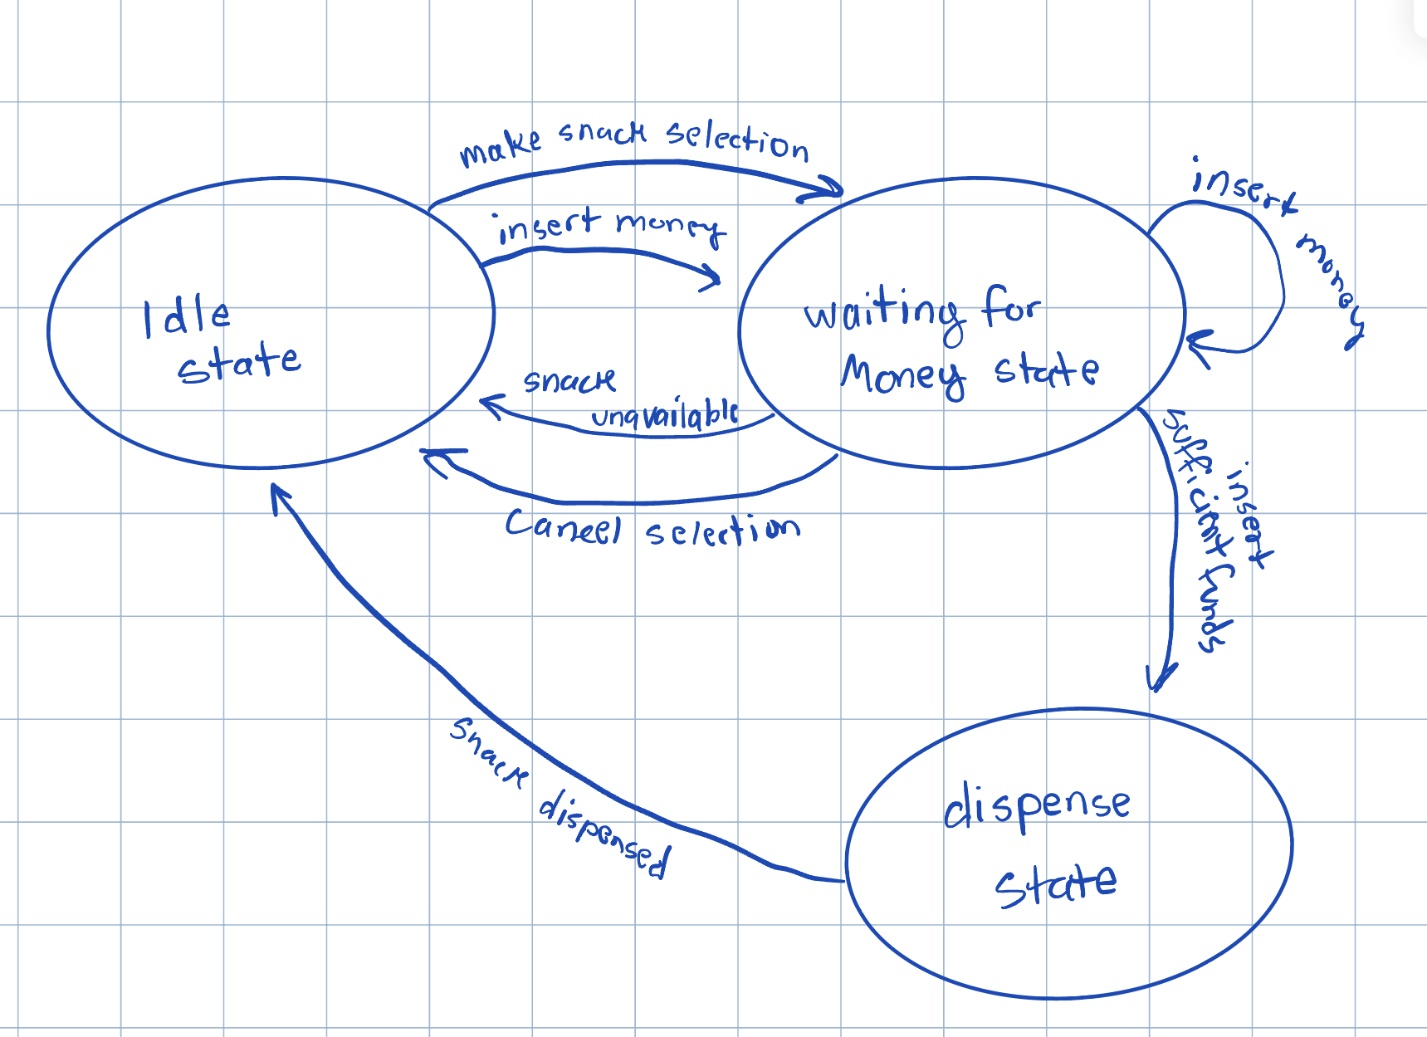 make snack selection
insert money
insert money
Idle
state
waiting for
Money state
snack
unavailable
Cancel selection
insert
sufficient funds
Snack dispensed
dispense
state